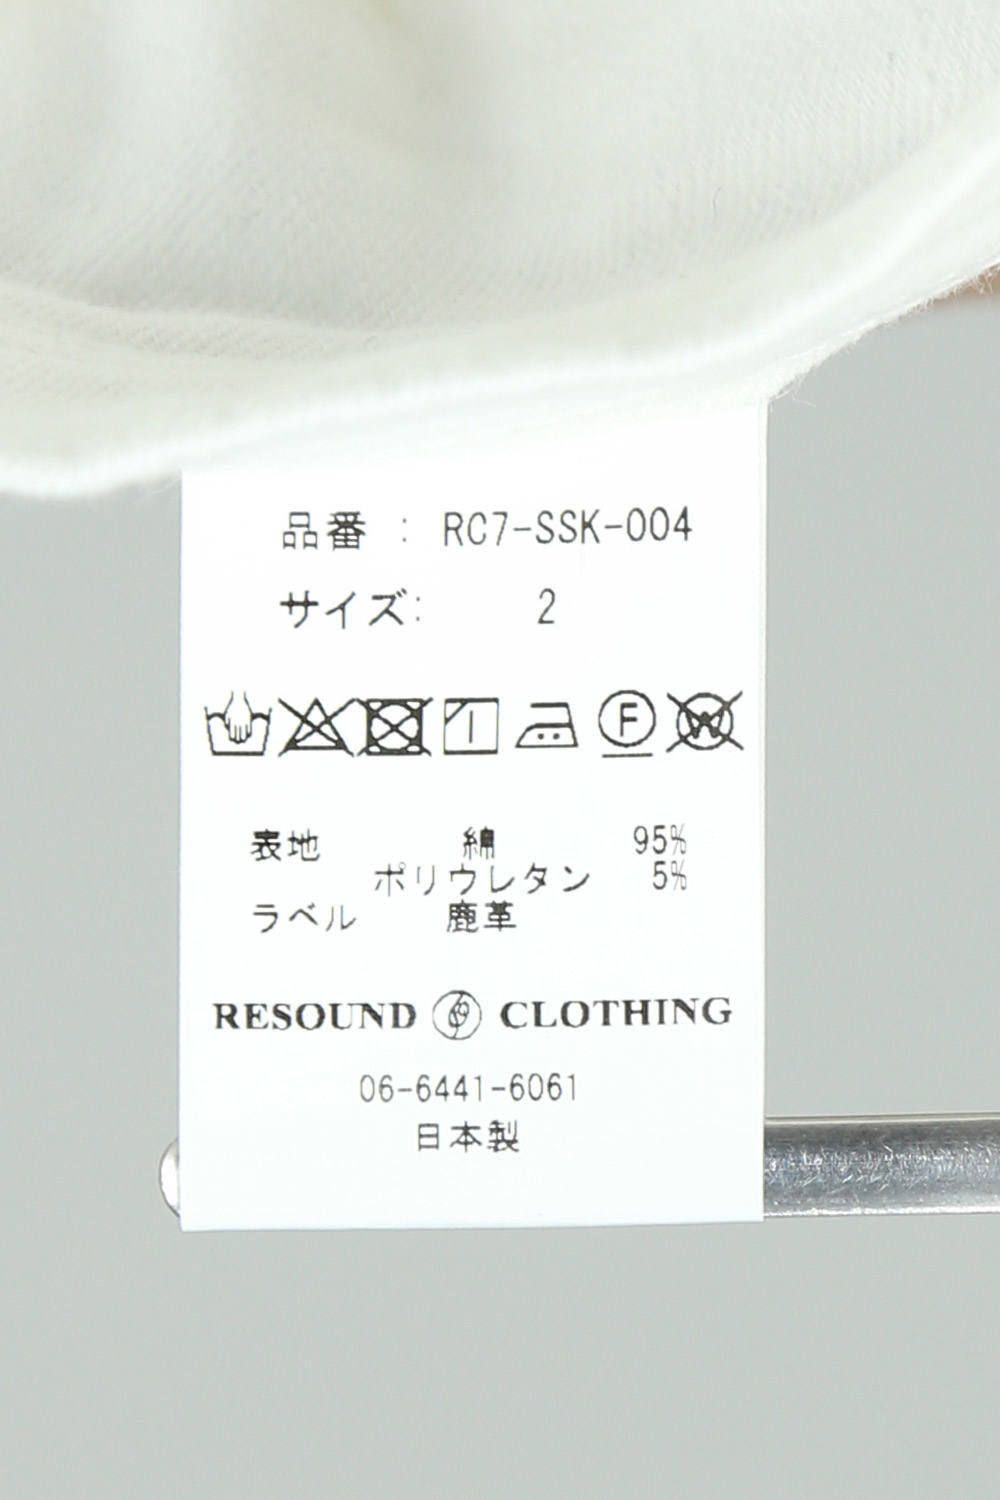 品番 : RC7-SSK-004
サイズ: 2
F W
表地 綿 95%
ポリウレタン 5%
ラベル 鹿革
RESOUND CLOTHING
06-6441-6061
日本製